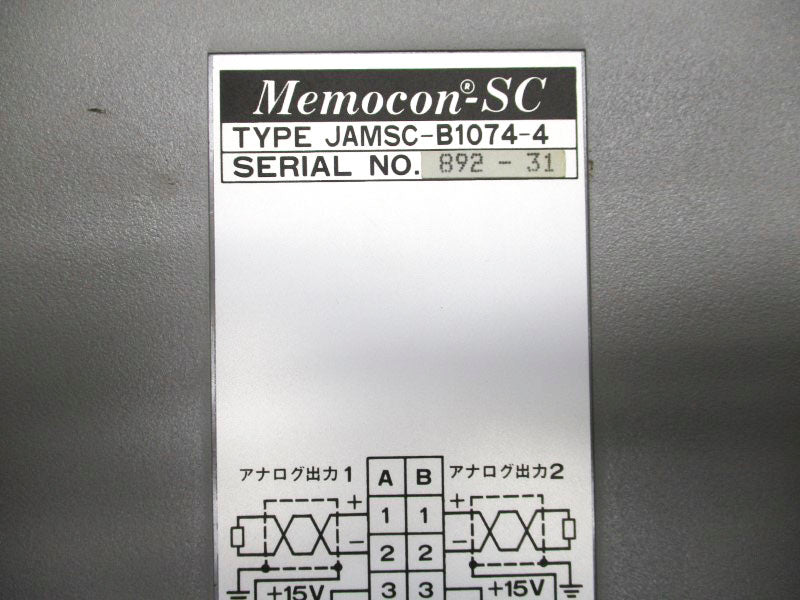 Memocon®-SC
TYPE JAMSC-B1074-4
SERIAL NO. 892-31
アナログ出力1 A B アナログ出力2
+ 1 1 +
− 2 2 −
+15V 3 3 +15V